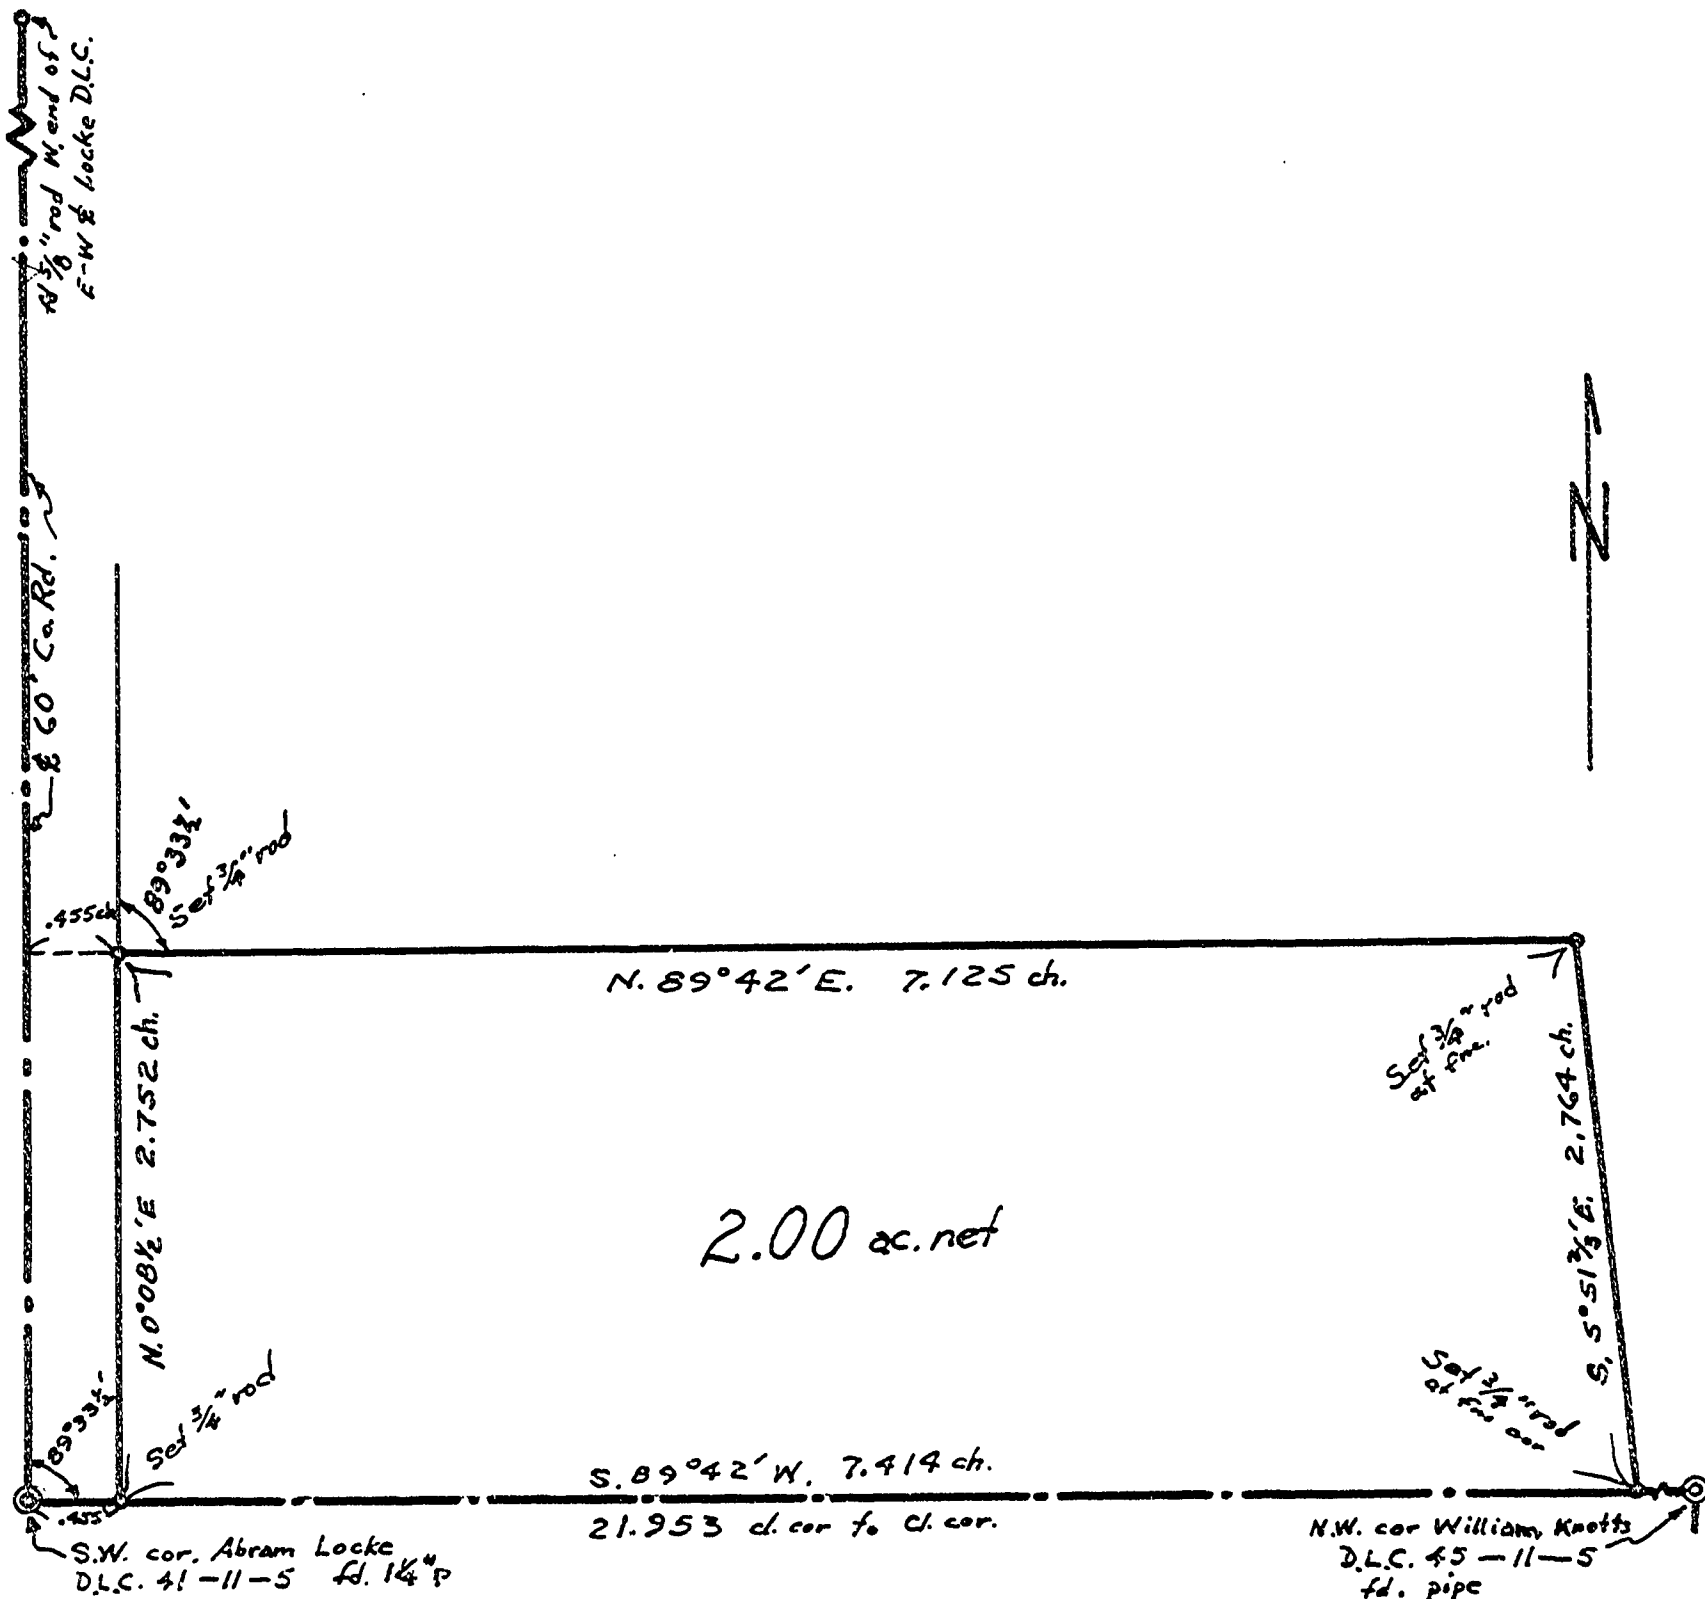 fd 5/8" rod W. end of
E-W ℄ Locke D.L.C.
℄ 60' Co. Rd.
N
89°33½'
Set 3/4" rod
.455ch
N. 89°42'E. 7.125 ch.
N. 0°08½'E 2.752 ch.
Set 3/4" rod
at fnc.
S. 5°51⅔'E. 2.764 ch.
2.00 ac. net
89°33½'
Set 3/4" rod
Set 3/4" rod
at fnc cor
S. 89°42'W. 7.414 ch.
.455
21.953 cl. cor to cl. cor.
S.W. cor. Abram Locke
D.L.C. 41-11-5 fd. 1¼" P
N.W. cor William Knotts
D.L.C. 45-11-5
fd. pipe